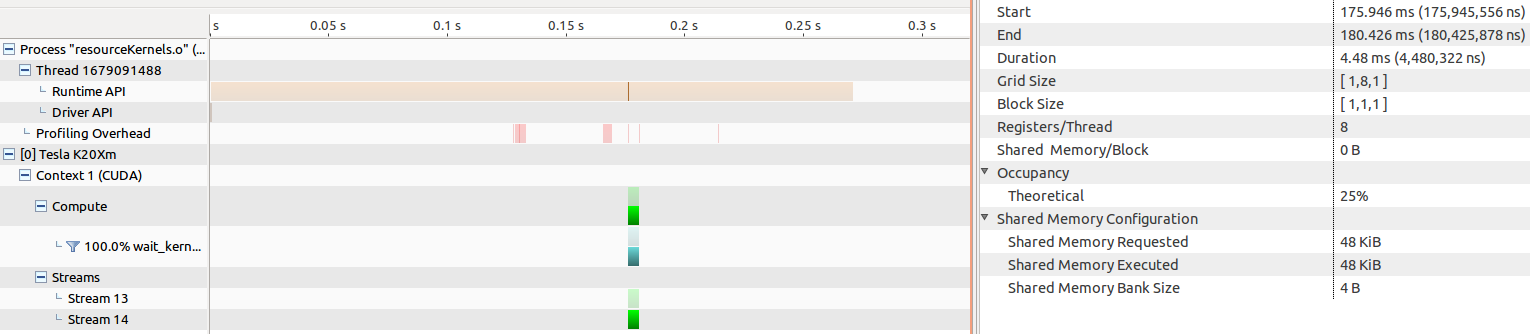 s 0.05 s 0.1 s 0.15 s 0.2 s 0.25 s 0.3 s
Process "resourceKernels.o" (...
Thread 1679091488
Runtime API
Driver API
Profiling Overhead
[0] Tesla K20Xm
Context 1 (CUDA)
Compute
100.0% wait_kern...
Streams
Stream 13
Stream 14
Start 175.946 ms (175,945,556 ns)
End 180.426 ms (180,425,878 ns)
Duration 4.48 ms (4,480,322 ns)
Grid Size [ 1,8,1 ]
Block Size [ 1,1,1 ]
Registers/Thread 8
Shared Memory/Block 0 B
Occupancy
Theoretical 25%
Shared Memory Configuration
Shared Memory Requested 48 KiB
Shared Memory Executed 48 KiB
Shared Memory Bank Size 4 B